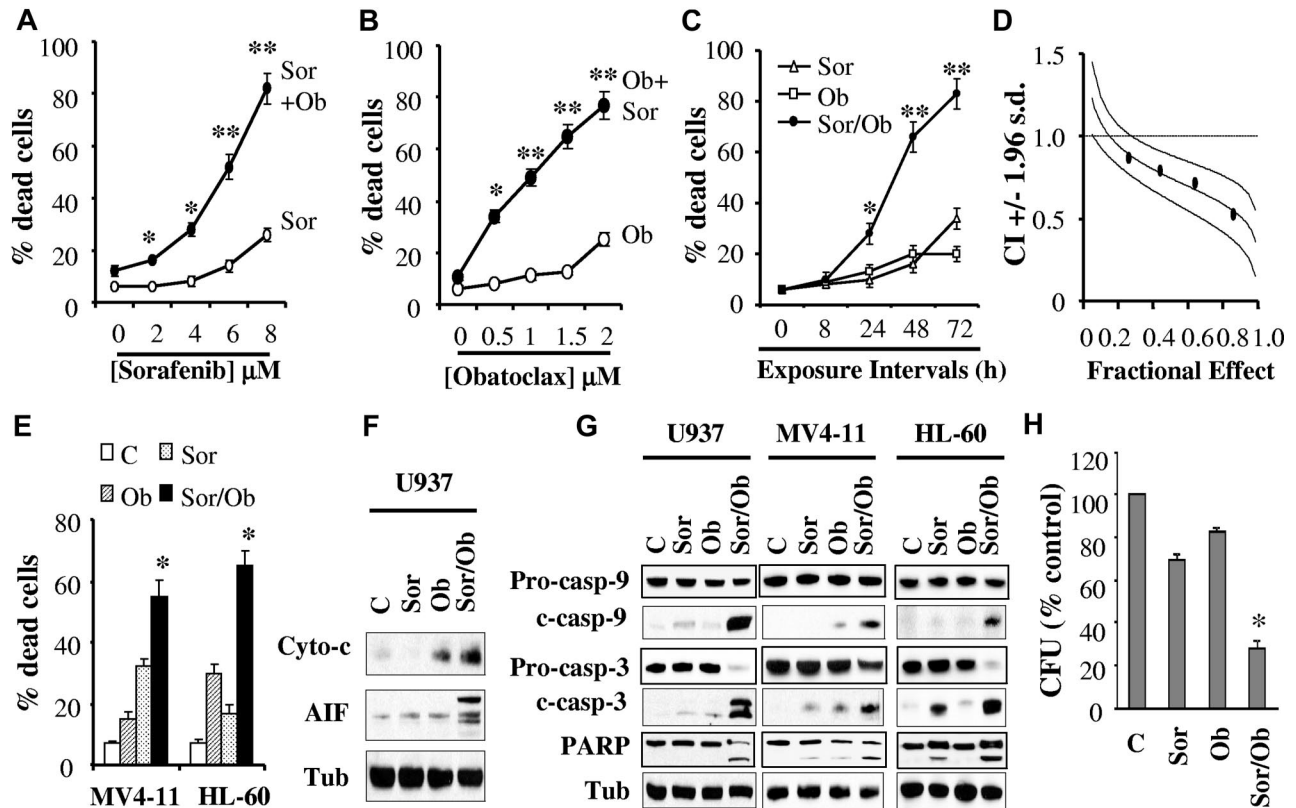 A
100
80
60
40
20
0
% dead cells
**
Sor
+Ob
**
*
*
Sor
0 2 4 6 8
[Sorafenib] μM
B
100
80
60
40
20
0
% dead cells
**
Ob+
Sor
**
**
*
Ob
0 0.5 1 1.5 2
[Obatoclax] μM
C
100
80
60
40
20
0
% dead cells
Sor
Ob
Sor/Ob
**
**
*
0 8 24 48 72
Exposure Intervals (h)
D
1.5
1.0
0.5
0
CI +/- 1.96 s.d.
0.2 0.4 0.6 0.8 1.0
Fractional Effect
E
C Sor
Ob Sor/Ob
80
60
40
20
0
% dead cells
*
*
MV4-11 HL-60
F
U937
C Sor Ob Sor/Ob
Cyto-c
AIF
Tub
G
U937 MV4-11 HL-60
C Sor Ob Sor/Ob C Sor Ob Sor/Ob C Sor Ob Sor/Ob
Pro-casp-9
c-casp-9
Pro-casp-3
c-casp-3
PARP
Tub
H
120
100
80
60
40
20
0
CFU (% control)
*
C Sor Ob Sor/Ob